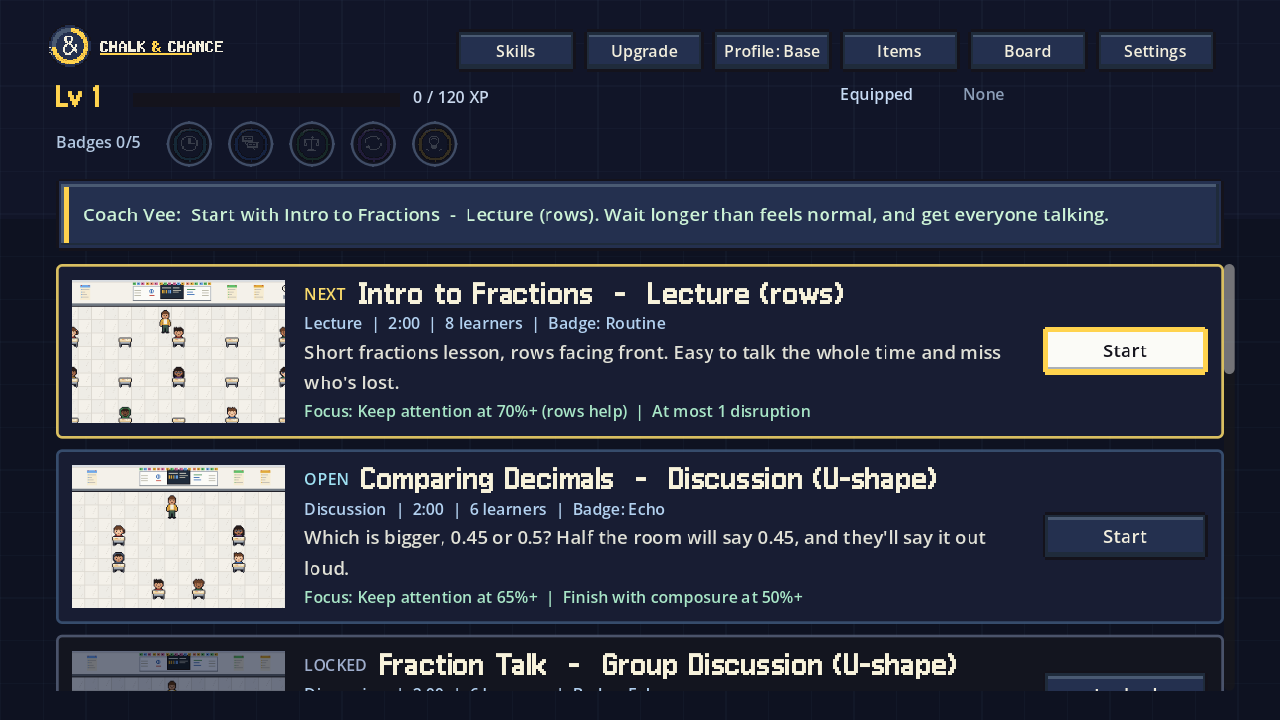 & CHALK & CHANCE
Skills
Upgrade
Profile: Base
Items
Board
Settings
Lv 1
0 / 120 XP
Equipped
None
Badges 0/5
Coach Vee: Start with Intro to Fractions - Lecture (rows). Wait longer than feels normal, and get everyone talking.
NEXT Intro to Fractions - Lecture (rows)
Lecture | 2:00 | 8 learners | Badge: Routine
Short fractions lesson, rows facing front. Easy to talk the whole time and miss
who's lost.
Focus: Keep attention at 70%+ (rows help) | At most 1 disruption
Start
OPEN Comparing Decimals - Discussion (U-shape)
Discussion | 2:00 | 6 learners | Badge: Echo
Which is bigger, 0.45 or 0.5? Half the room will say 0.45, and they'll say it out
loud.
Focus: Keep attention at 65%+ | Finish with composure at 50%+
Start
LOCKED Fraction Talk - Group Discussion (U-shape)